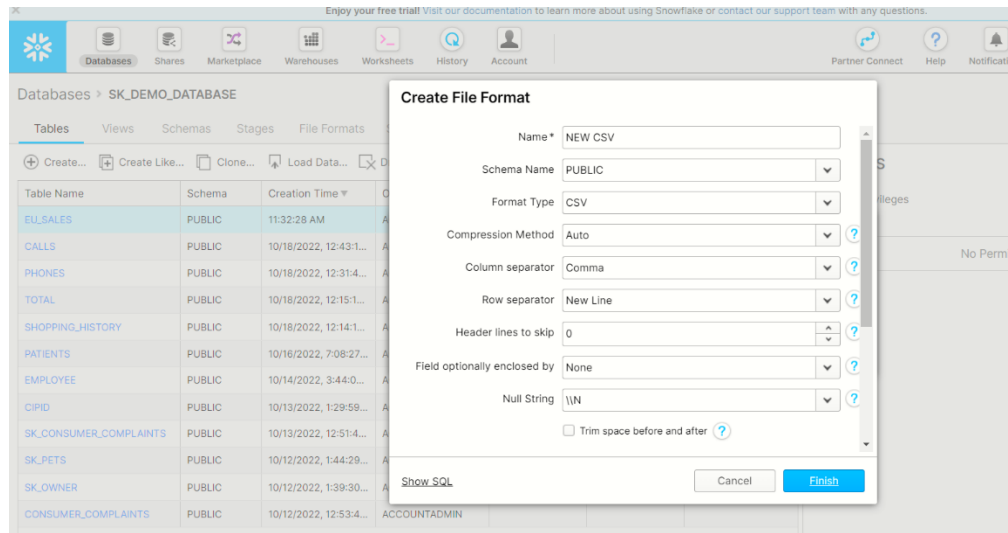 Enjoy your free trial! Visit our documentation to learn more about using Snowflake or contact our support team with any questions.
Databases Shares Marketplace Warehouses Worksheets History Account Partner Connect Help
Databases > SK_DEMO_DATABASE
Tables Views Schemas Stages File Formats
Create... Create Like... Clone... Load Data...
Table Name Schema Creation Time
EU_SALES PUBLIC 11:32:28 AM
CALLS PUBLIC 10/18/2022, 12:43:1...
PHONES PUBLIC 10/18/2022, 12:31:4...
TOTAL PUBLIC 10/18/2022, 12:15:1...
SHOPPING_HISTORY PUBLIC 10/18/2022, 12:14:1...
PATIENTS PUBLIC 10/16/2022, 7:08:27...
EMPLOYEE PUBLIC 10/14/2022, 3:44:0...
CIPID PUBLIC 10/13/2022, 1:29:59...
SK_CONSUMER_COMPLAINTS PUBLIC 10/13/2022, 12:51:4...
SK_PETS PUBLIC 10/12/2022, 1:44:29...
SK_OWNER PUBLIC 10/12/2022, 1:39:30...
CONSUMER_COMPLAINTS PUBLIC 10/12/2022, 12:53:4... ACCOUNTADMIN
Create File Format
Name * NEW CSV
Schema Name PUBLIC
Format Type CSV
Compression Method Auto ?
Column separator Comma ?
Row separator New Line ?
Header lines to skip 0 ?
Field optionally enclosed by None ?
Null String \\N ?
Trim space before and after ?
Show SQL Cancel Finish